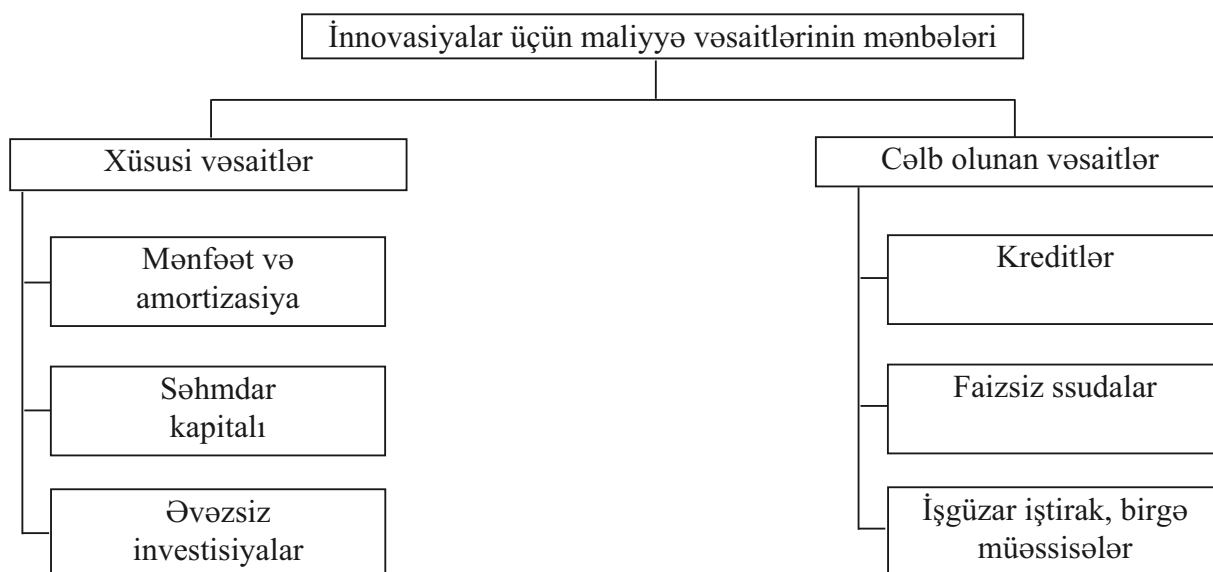 İnnovasiyalar üçün maliyyə vəsaitlərinin mənbələri
Xüsusi vəsaitlər
Mənfəət və
amortizasiya
Səhmdar
kapitalı
Əvəzsiz
investisiyalar
Cəlb olunan vəsaitlər
Kreditlər
Faizsiz ssudalar
İşgüzar iştirak, birgə
müəssisələr